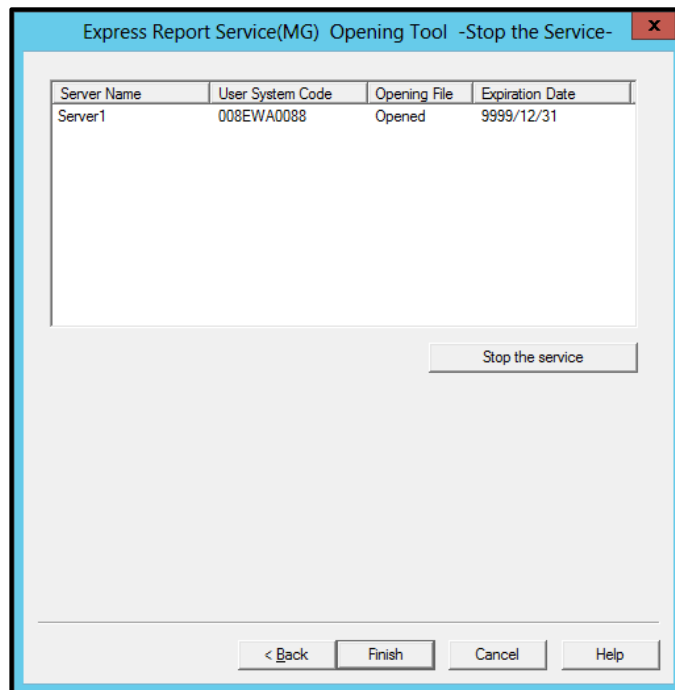 Express Report Service(MG) Opening Tool -Stop the Service-
x
Server Name User System Code Opening File Expiration Date
Server1 008EWA0088 Opened 9999/12/31
Stop the service
< Back Finish Cancel Help